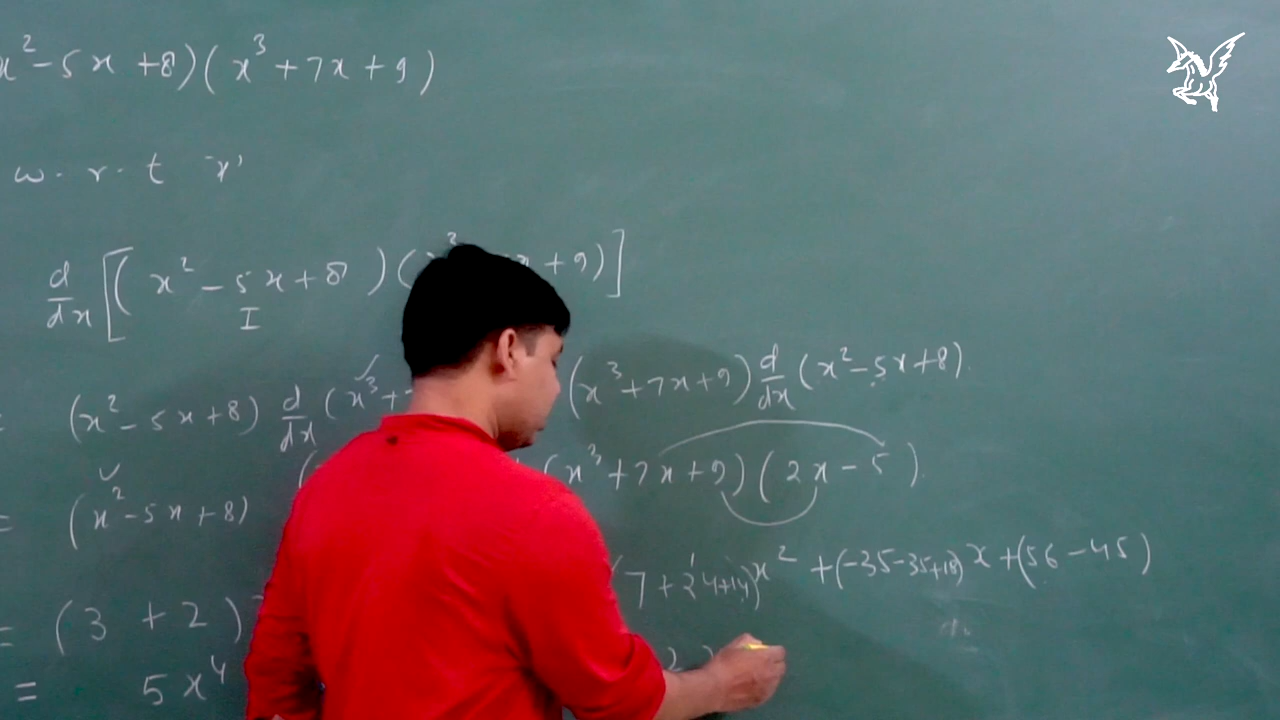 x² - 5x + 8)(x³ + 7x + 9)
w. r. t 'x'
d/dx [(x² - 5x + 8)( + 9)]
I
= (x² - 5x + 8) d/dx (x³ + (x³ + 7x + 9) d/dx (x² - 5x + 8).
= (x² - 5x + 8) ( (x³ + 7x + 9)(2x - 5).
= (3 + 2) (7 + 24 + 14)x² + (-35 - 35 + 18)x + (56 - 45)
= 5x⁴